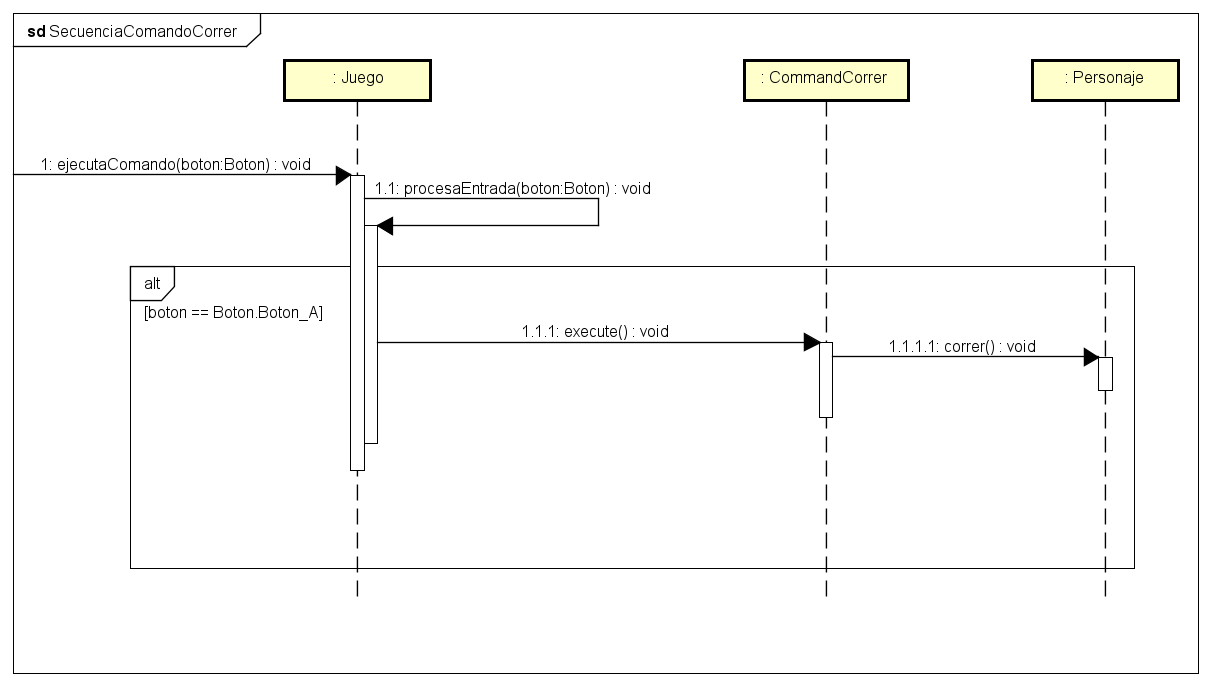 sd SecuenciaComandoCorrer
: Juego
: CommandCorrer
: Personaje
1: ejecutaComando(boton:Boton) : void
1.1: procesaEntrada(boton:Boton) : void
alt
[boton == Boton.Boton_A]
1.1.1: execute() : void
1.1.1.1: correr() : void